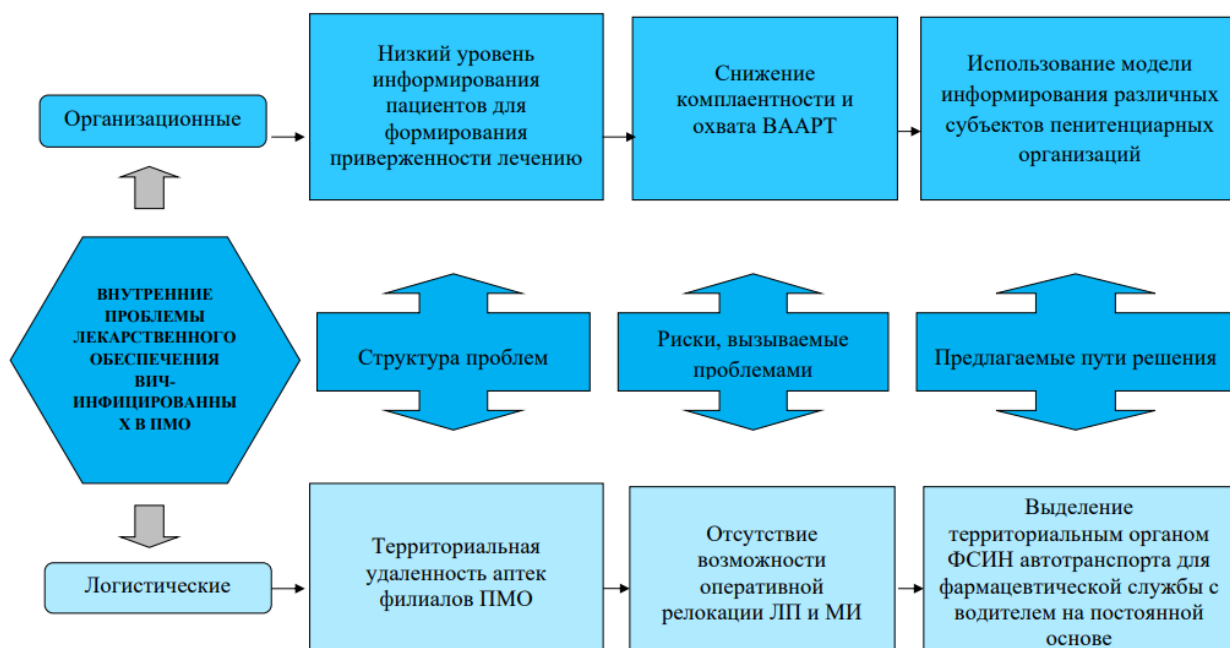 Организационные
Низкий уровень
информирования
пациентов для
формирования
приверженности лечению
Снижение
комплаентности и
охвата ВААРТ
Использование модели
информирования различных
субъектов пенитенциарных
организаций
ВНУТРЕННИЕ
ПРОБЛЕМЫ
ЛЕКАРСТВЕННОГО
ОБЕСПЕЧЕНИЯ
ВИЧ-
ИНФИЦИРОВАННЫ
Х В ПМО
Структура проблем
Риски, вызываемые
проблемами
Предлагаемые пути решения
Логистические
Территориальная
удаленность аптек
филиалов ПМО
Отсутствие
возможности
оперативной
релокации ЛП и МИ
Выделение
территориальным органом
ФСИН автотранспорта для
фармацевтической службы с
водителем на постоянной
основе